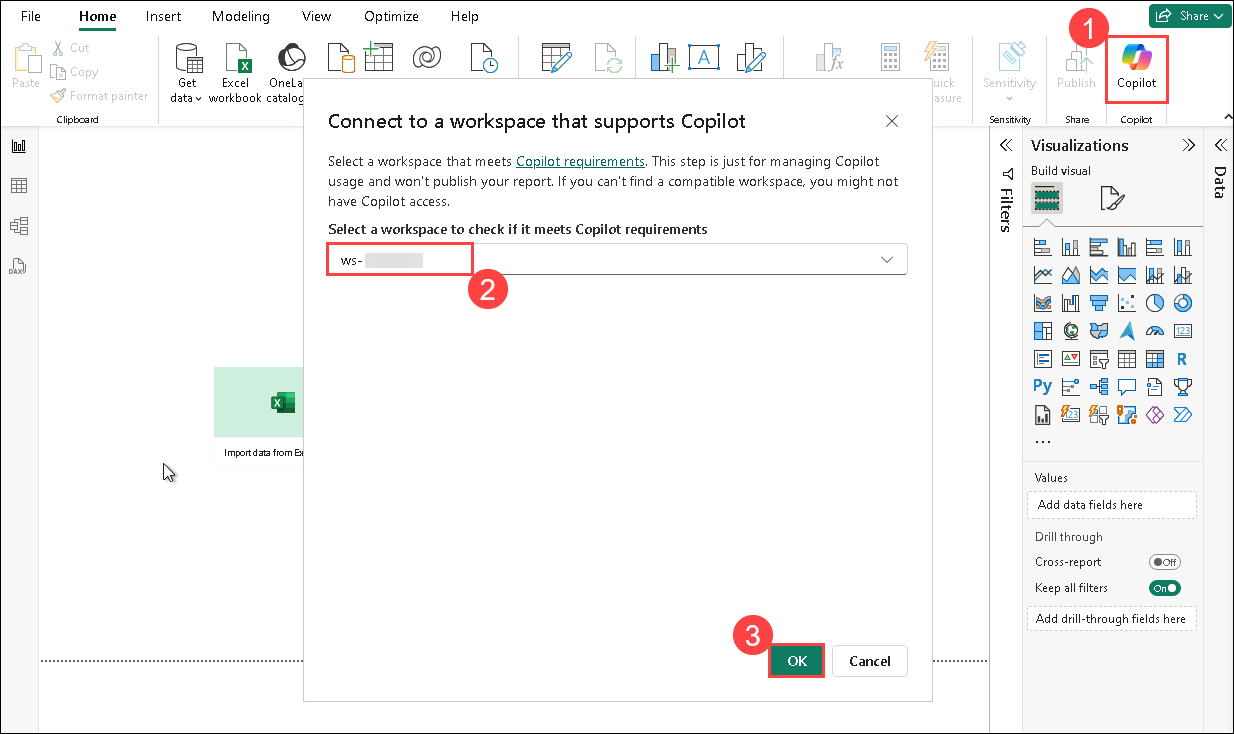 File Home Insert Modeling View Optimize Help
Share
1
Paste
Cut
Copy
Format painter
Clipboard
Get
data
Excel
workbook
OneLa
catalog
uick
asure
Sensitivity
Sensitivity
Publish
Share
Copilot
Copilot
Connect to a workspace that supports Copilot
Select a workspace that meets Copilot requirements. This step is just for managing Copilot
usage and won't publish your report. If you can't find a compatible workspace, you might not
have Copilot access.
Select a workspace to check if it meets Copilot requirements
ws-
2
Import data from Ex
3
OK
Cancel
Filters
Visualizations
Build visual
123
R
Py
123
...
Values
Add data fields here
Drill through
Cross-report
Off
Keep all filters
On
Add drill-through fields here
Data